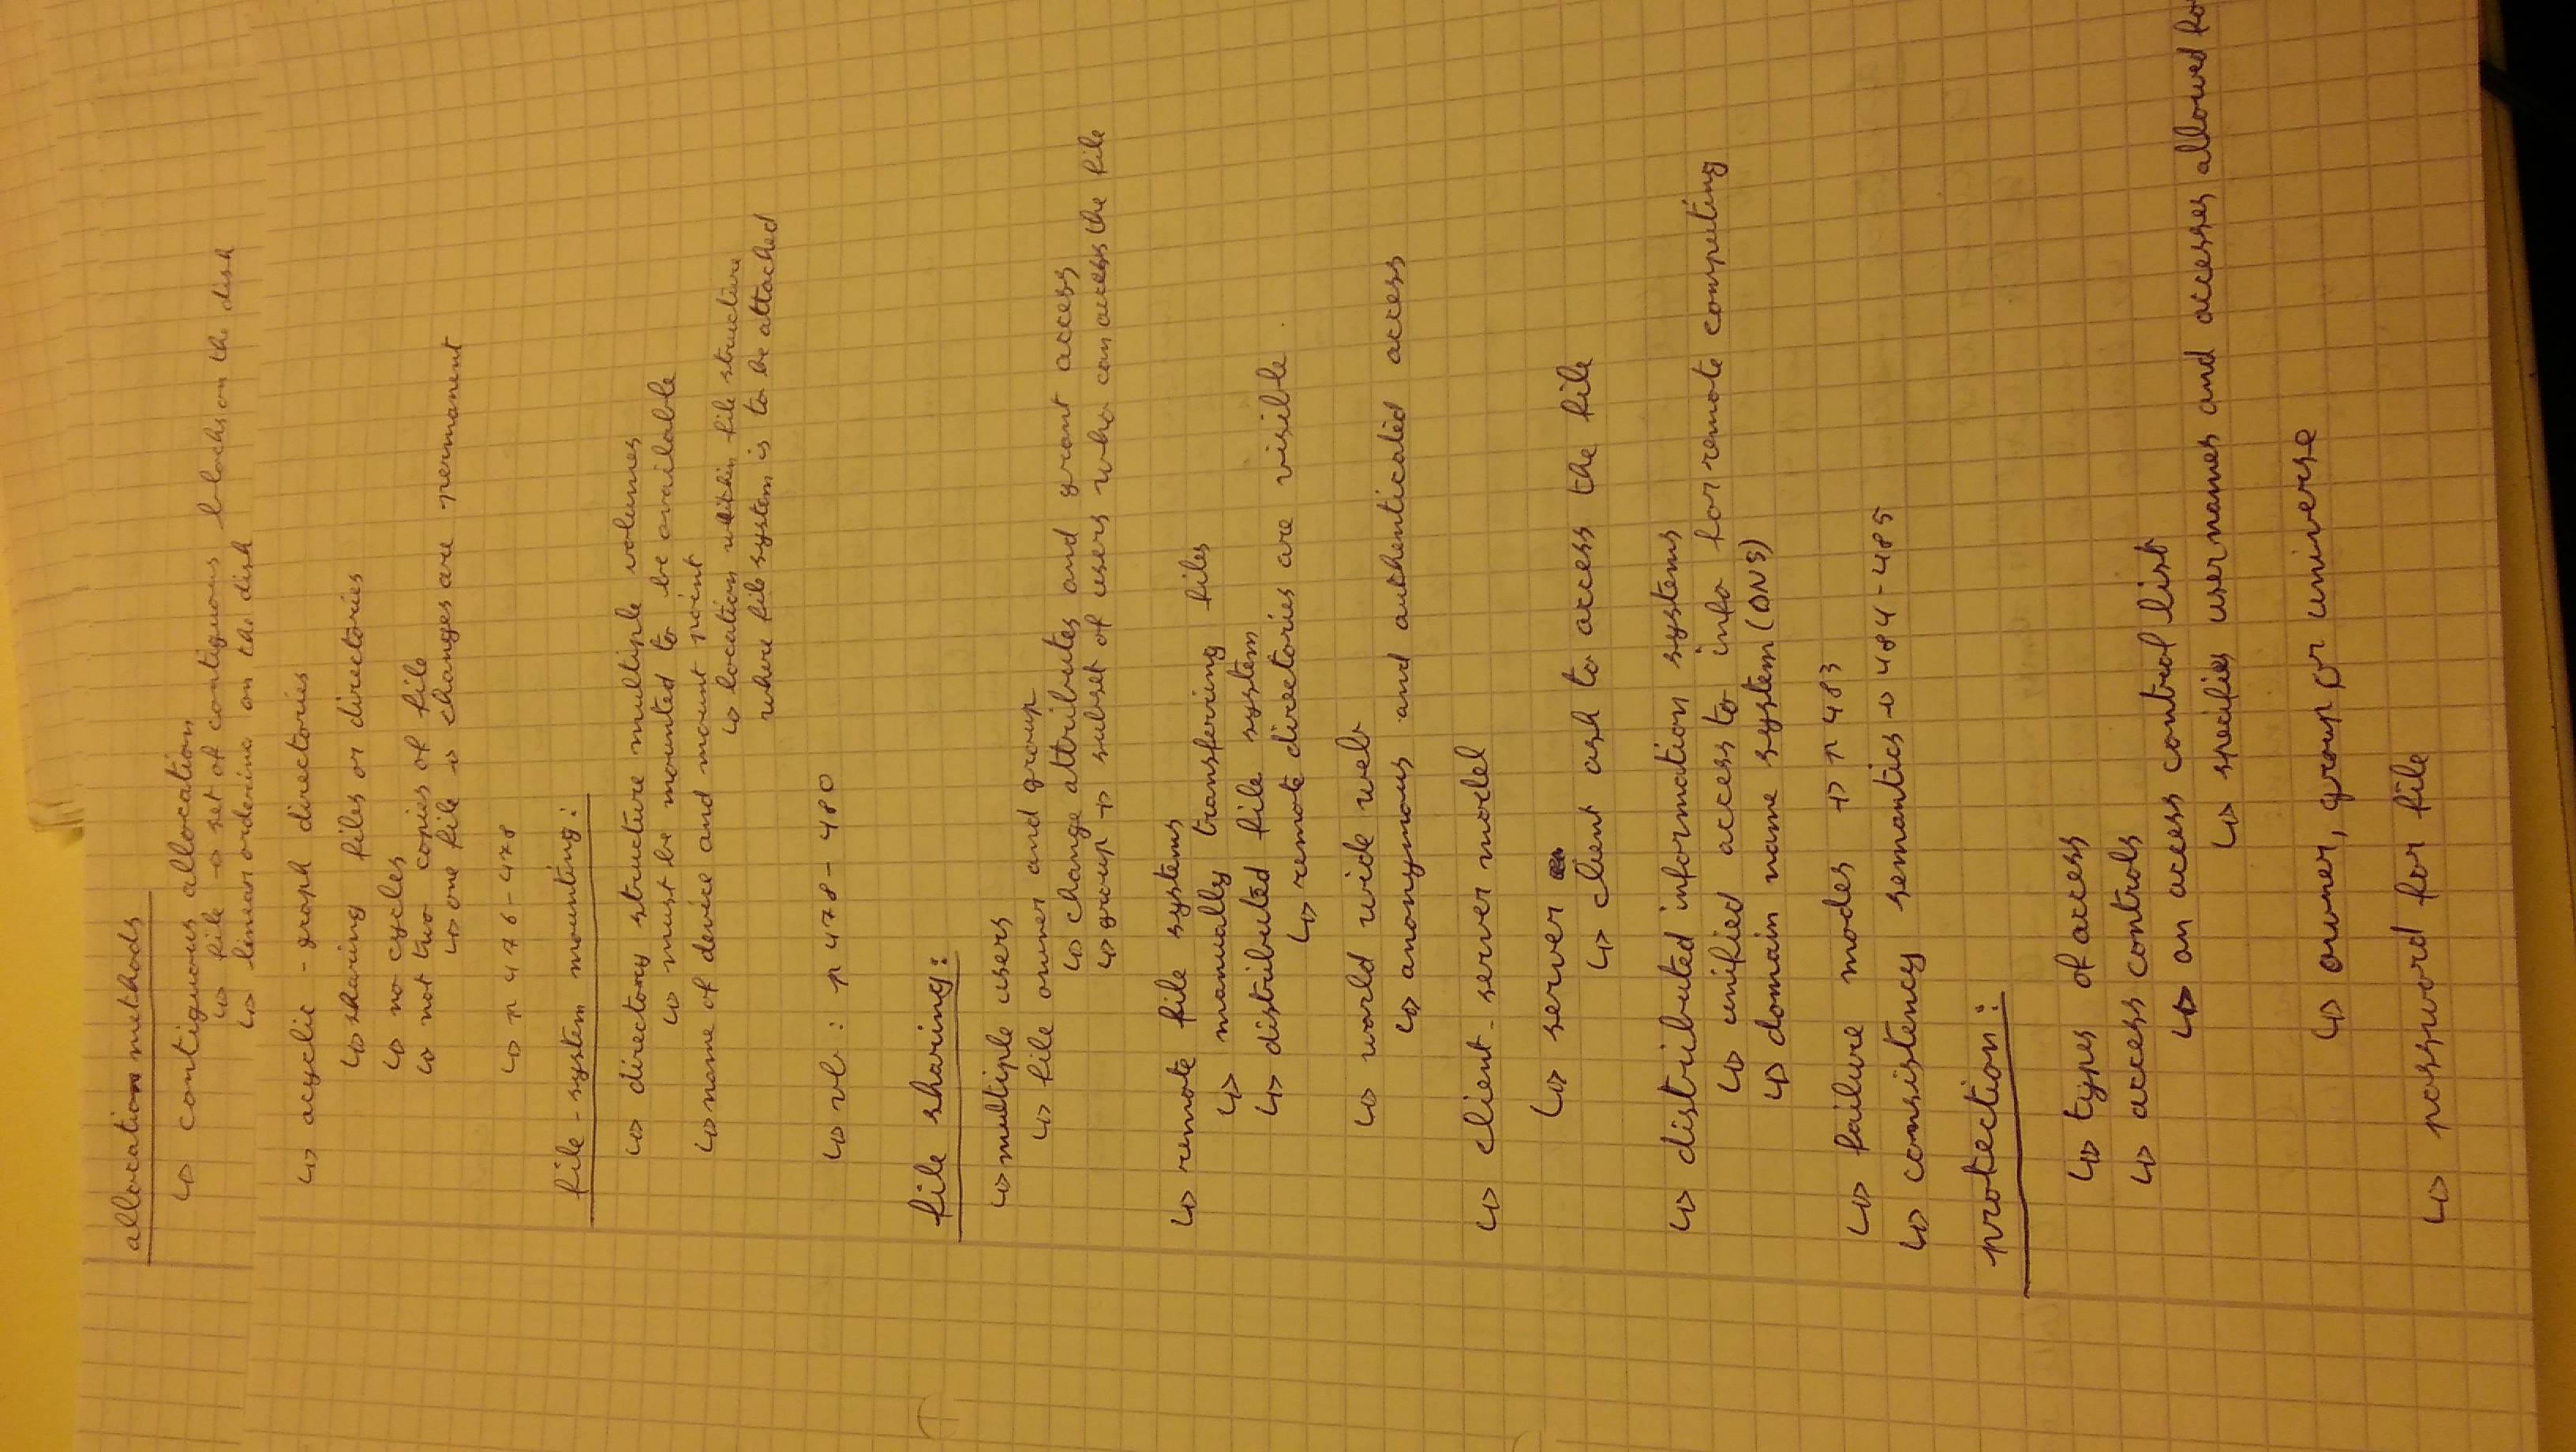 allocation methods
↳ contiguous allocation
↳ file → set of contiguous blocks on the disk
↳ linear ordering on the disk
↳ acyclic - graph directories
↳ sharing files or directories
↳ no cycles
↳ not two copies of file
↳ one file → changes are permanent
↳ p 476-478
file - system mounting:
↳ directory structure multiple volumes
↳ must be mounted to be available
↳ name of device and mount point
↳ location within file structure
where file system is to be attached
↳ vb : p 478-480
file sharing:
↳ multiple users
↳ file owner and group
↳ change attributes and grant access
↳ group → subset of users who can access the file
↳ remote file systems
↳ manually transferring files
↳ distributed file system
↳ remote directories are visible
↳ world wide web
↳ anonymous and authenticated access
↳ client - server model
↳ server
↳ client ask to access the file
↳ distributed information systems
↳ unified access to info for remote computing
↳ domain name system (DNS)
↳ failure modes → p 483
↳ consistency semantics → 484-485
protection:
↳ types of access
↳ access controls
↳ an access control list
↳ specifies usernames and accesses allowed fo
↳ owner, group or universe
↳ password for file